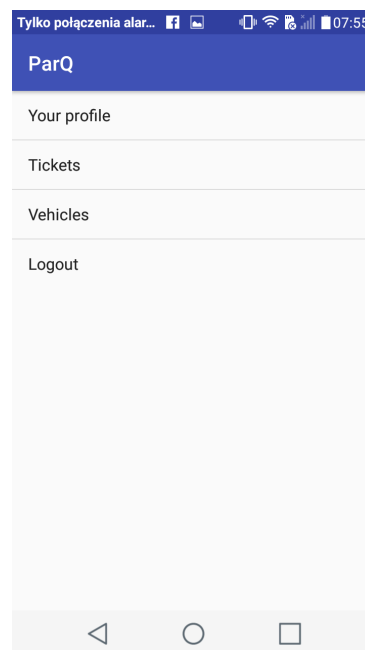 Tylko połączenia alar... 07:55
ParQ
Your profile
Tickets
Vehicles
Logout